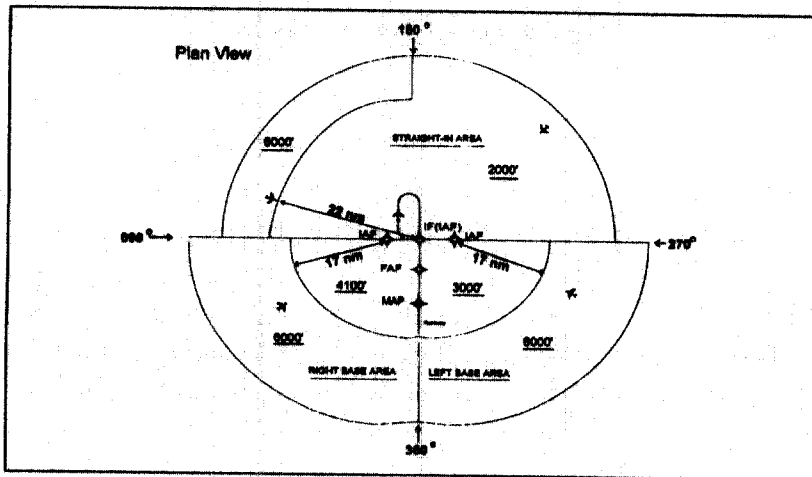 180°
Plan View
6000'
STRAIGHT-IN AREA
2000'
22 nm
IF(IAF)
IAF
IAF
090°
270°
17 nm
17 nm
FAF
4100'
3000'
MAP
6000'
6000'
RIGHT BASE AREA
LEFT BASE AREA
360°